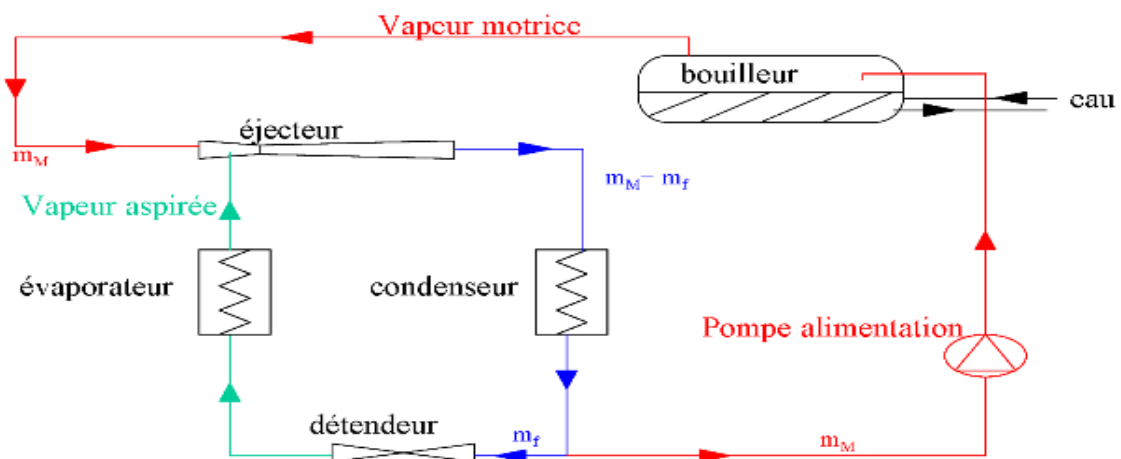 Vapeur motrice
bouilleur
eau
éjecteur
m_M
m_M – m_f
Vapeur aspirée
évaporateur
condenseur
Pompe alimentation
détendeur
m_f
m_M